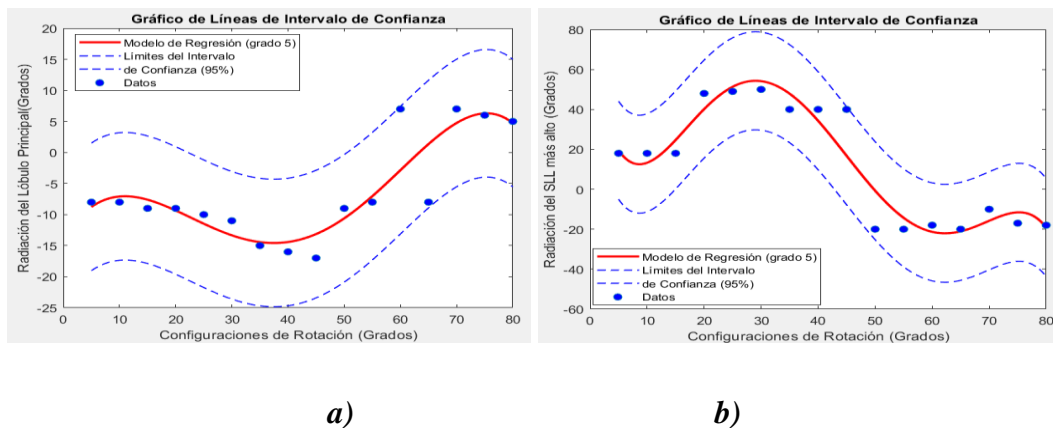 Gráfico de Líneas de Intervalo de Confianza
Radiación del Lóbulo Principal(Grados)
20
15
10
5
0
-5
-10
-15
-20
-25
Modelo de Regresión (grado 5)
Límites del Intervalo
de Confianza (95%)
Datos
0 10 20 30 40 50 60 70 80
Configuraciones de Rotación (Grados)
a)
Gráfico de Líneas de Intervalo de Confianza
Radiación del SLL más alto (Grados)
80
60
40
20
0
-20
-40
-60
Modelo de Regresión (grado 5)
Límites del Intervalo
de Confianza (95%)
Datos
0 10 20 30 40 50 60 70 80
Configuraciones de Rotación (Grados)
b)